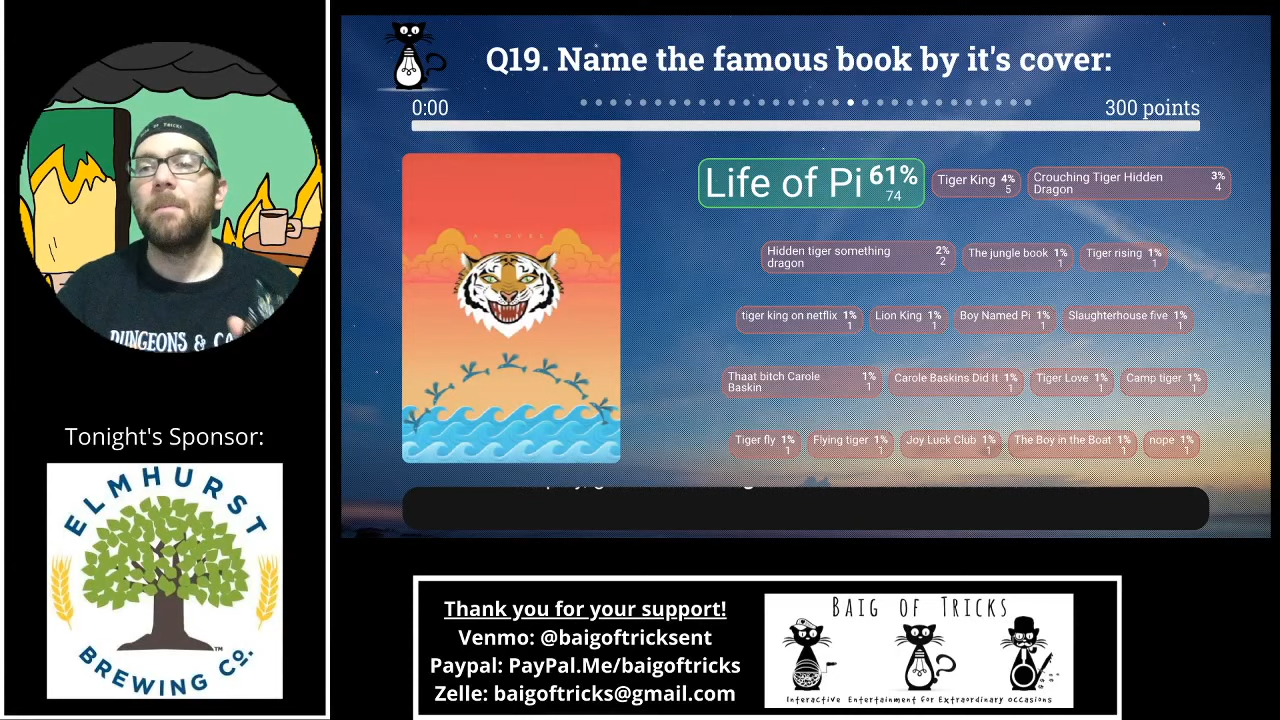 Q19. Name the famous book by it's cover:
0:00
300 points
A NOVEL
Life of Pi 61% 74
Tiger King 4% 5
Crouching Tiger Hidden Dragon 3% 4
Hidden tiger something dragon 2% 2
The jungle book 1% 1
Tiger rising 1% 1
tiger king on netflix 1% 1
Lion King 1% 1
Boy Named Pi 1% 1
Slaughterhouse five 1% 1
Thaat bitch Carole Baskin 1% 1
Carole Baskins Did It 1% 1
Tiger Love 1% 1
Camp tiger 1% 1
Tiger fly 1% 1
Flying tiger 1% 1
Joy Luck Club 1% 1
The Boy in the Boat 1% 1
nope 1% 1
DUNGEONS &
Tonight's Sponsor:
ELMHURST
BREWING CO.
TM
Thank you for your support!
Venmo: @baigoftricksent
Paypal: PayPal.Me/baigoftricks
Zelle: baigoftricks@gmail.com
BAIG OF TRICKS
Interactive Entertainment for Extraordinary occasions